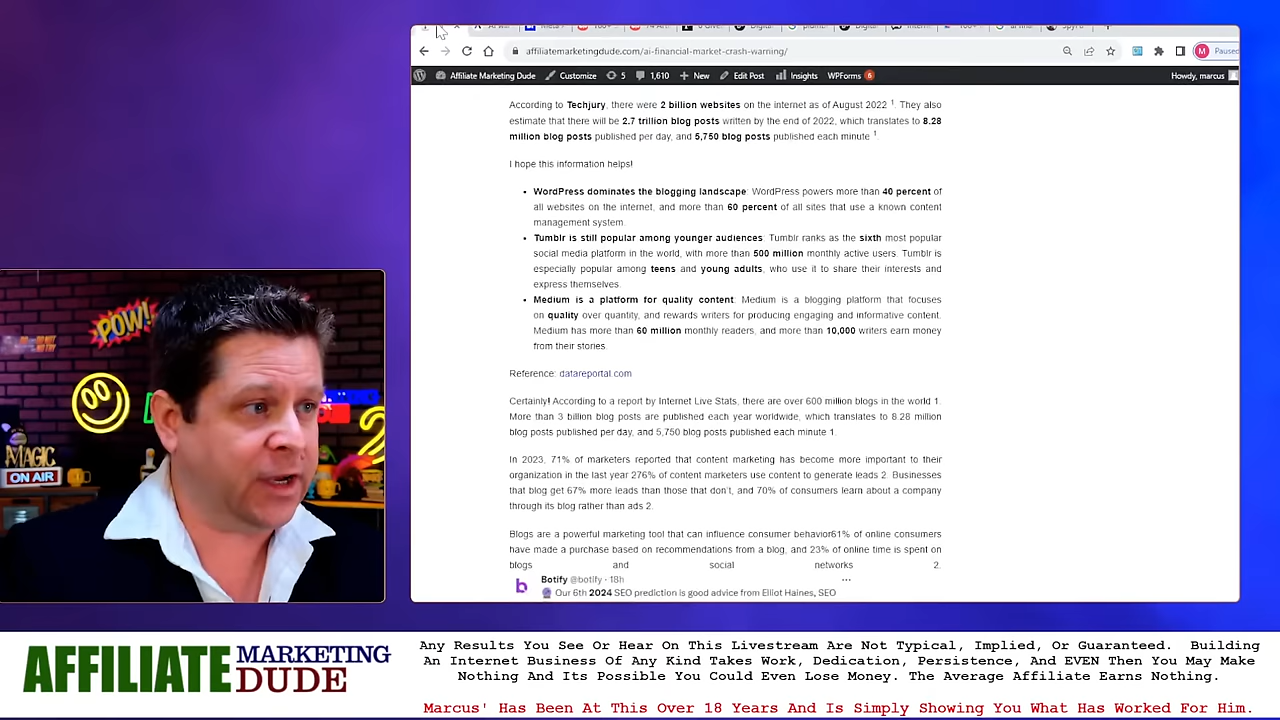 affiliatemarketingdude.com/ai-financial-market-crash-warning/
M Paused
Affiliate Marketing Dude Customize 5 1,610 New Edit Post Insights WPForms 6 Howdy, marcus
According to Techjury, there were 2 billion websites on the internet as of August 2022 1. They also
estimate that there will be 2.7 trillion blog posts written by the end of 2022, which translates to 8.28
million blog posts published per day, and 5,750 blog posts published each minute 1
I hope this information helps!
• WordPress dominates the blogging landscape: WordPress powers more than 40 percent of
all websites on the internet, and more than 60 percent of all sites that use a known content
management system.
• Tumblr is still popular among younger audiences: Tumblr ranks as the sixth most popular
social media platform in the world, with more than 500 million monthly active users. Tumblr is
especially popular among teens and young adults, who use it to share their interests and
express themselves.
• Medium is a platform for quality content: Medium is a blogging platform that focuses
on quality over quantity, and rewards writers for producing engaging and informative content.
Medium has more than 60 million monthly readers, and more than 10,000 writers earn money
from their stories.
Reference: datareportal.com
Certainly! According to a report by Internet Live Stats, there are over 600 million blogs in the world 1.
More than 3 billion blog posts are published each year worldwide, which translates to 8.28 million
blog posts published per day, and 5,750 blog posts published each minute 1.
In 2023, 71% of marketers reported that content marketing has become more important to their
organization in the last year 276% of content marketers use content to generate leads 2. Businesses
that blog get 67% more leads than those that don't, and 70% of consumers learn about a company
through its blog rather than ads 2.
Blogs are a powerful marketing tool that can influence consumer behavior61% of online consumers
have made a purchase based on recommendations from a blog, and 23% of online time is spent on
blogs and social networks 2.
Botify @botify · 18h ...
Our 6th 2024 SEO prediction is good advice from Elliot Haines, SEO
POW!
MAGIC
ON AIR
AFFILIATE MARKETING DUDE
Any Results You See Or Hear On This Livestream Are Not Typical, Implied, Or Guaranteed. Building
An Internet Business Of Any Kind Takes Work, Dedication, Persistence, And EVEN Then You May Make
Nothing And Its Possible You Could Even Lose Money. The Average Affiliate Earns Nothing.
Marcus' Has Been At This Over 18 Years And Is Simply Showing You What Has Worked For Him.